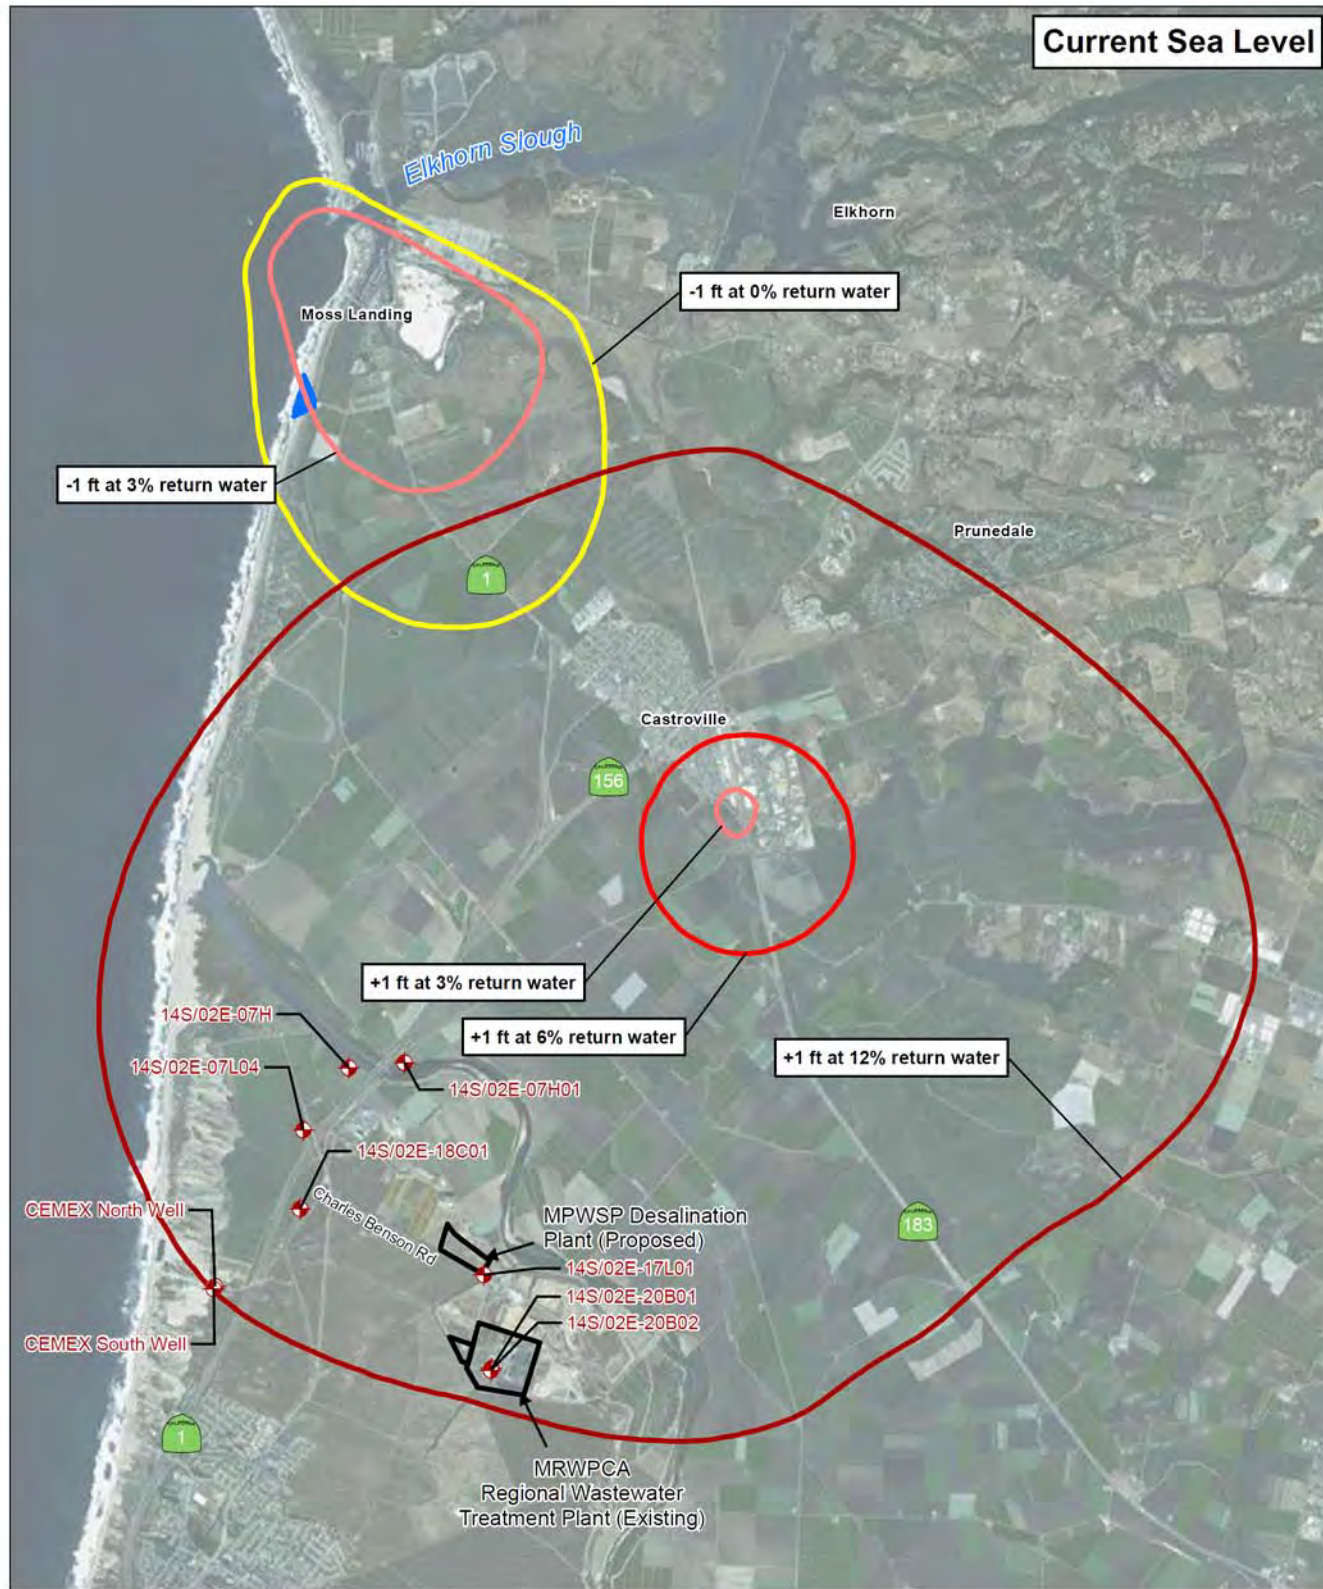 Current Sea Level
Elkhorn Slough
Elkhorn
-1 ft at 0% return water
Moss Landing
-1 ft at 3% return water
Prunedale
1
Castroville
156
+1 ft at 3% return water
14S/02E-07H
+1 ft at 6% return water
+1 ft at 12% return water
14S/02E-07L04
14S/02E-07H01
14S/02E-18C01
Charles Benson Rd
CEMEX North Well
MPWSP Desalination
Plant (Proposed)
183
14S/02E-17L01
14S/02E-20B01
14S/02E-20B02
CEMEX South Well
1
MRWPCA
Regional Wastewater
Treatment Plant (Existing)